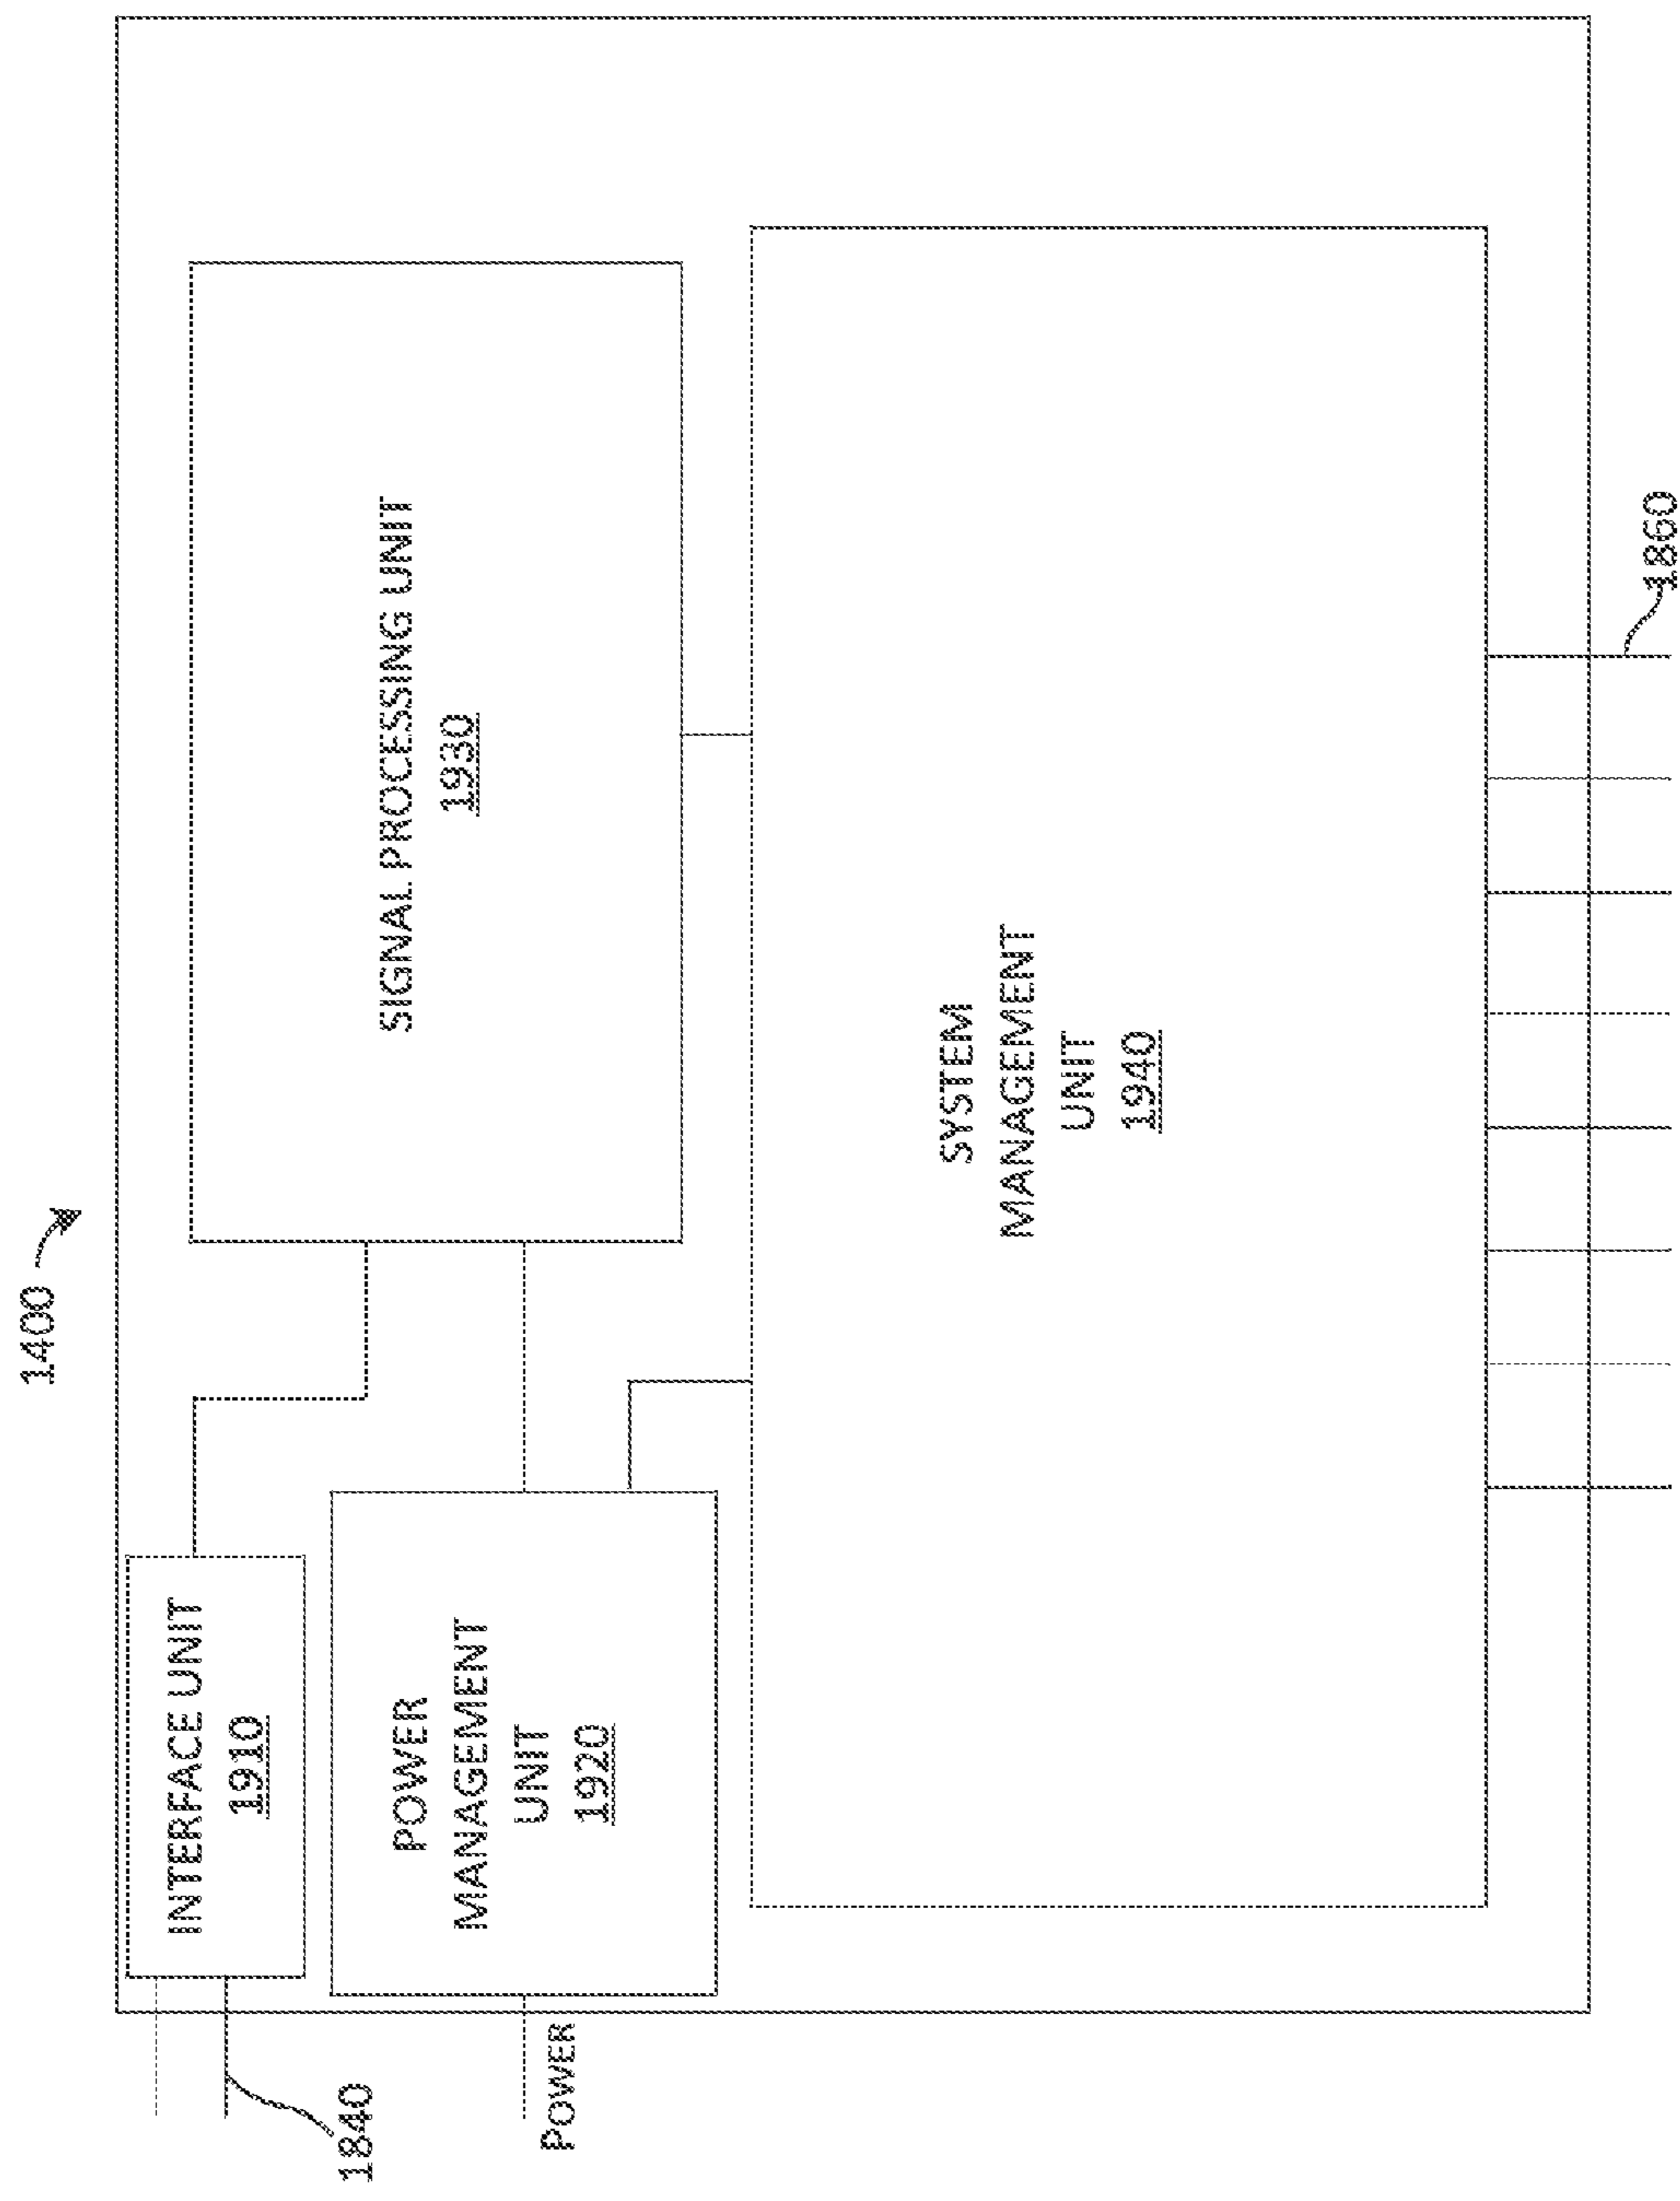 1400
INTERFACE UNIT
1910
1840
POWER
MANAGEMENT
UNIT
1920
POWER
SIGNAL PROCESSING UNIT
1930
SYSTEM
MANAGEMENT
UNIT
1940
1860